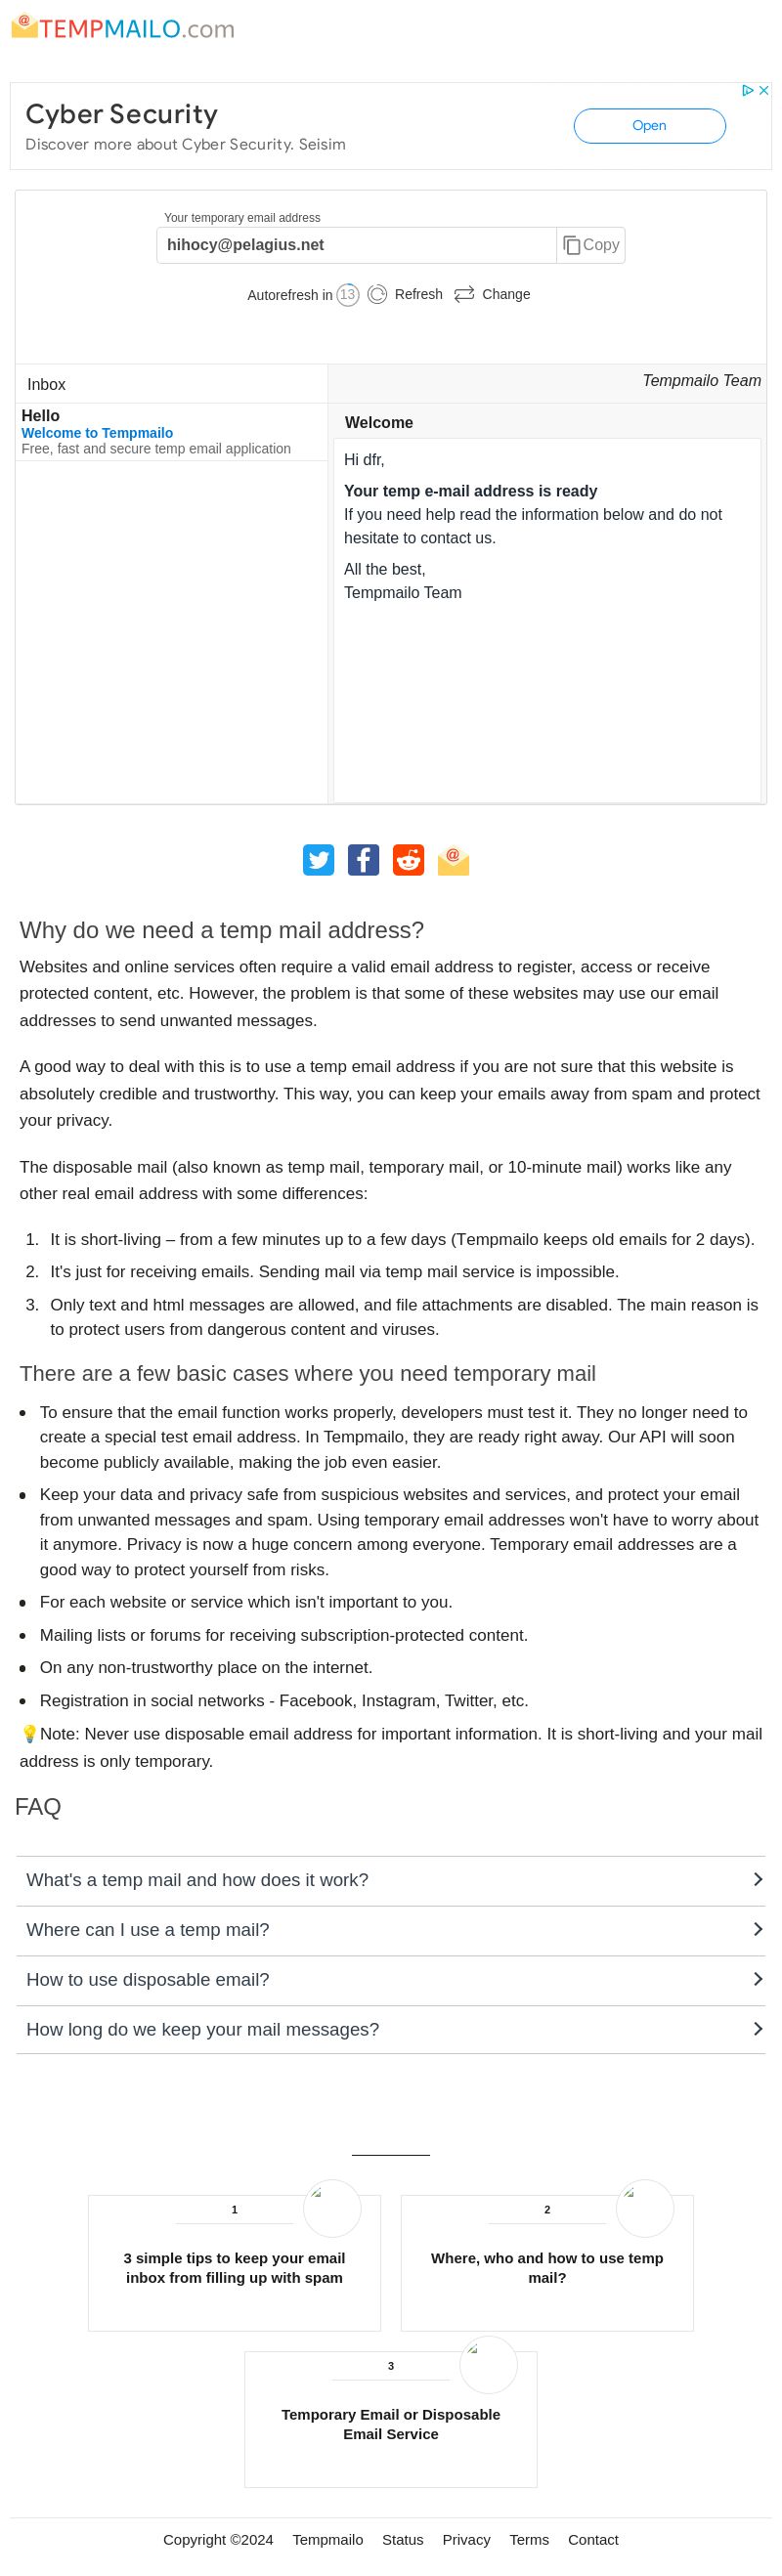 TEMPMAILO.com
Cyber Security
Discover more about Cyber Security. Seisim
Open
Your temporary email address
hihocy@pelagius.net
Copy
Autorefresh in 13 Refresh Change
Inbox
Tempmailo Team
Hello
Welcome to Tempmailo
Free, fast and secure temp email application
Welcome
Hi dfr,
Your temp e-mail address is ready
If you need help read the information below and do not
hesitate to contact us.
All the best,
Tempmailo Team
Why do we need a temp mail address?
Websites and online services often require a valid email address to register, access or receive
protected content, etc. However, the problem is that some of these websites may use our email
addresses to send unwanted messages.
A good way to deal with this is to use a temp email address if you are not sure that this website is
absolutely credible and trustworthy. This way, you can keep your emails away from spam and protect
your privacy.
The disposable mail (also known as temp mail, temporary mail, or 10-minute mail) works like any
other real email address with some differences:
1. It is short-living – from a few minutes up to a few days (Tempmailo keeps old emails for 2 days).
2. It's just for receiving emails. Sending mail via temp mail service is impossible.
3. Only text and html messages are allowed, and file attachments are disabled. The main reason is
to protect users from dangerous content and viruses.
There are a few basic cases where you need temporary mail
• To ensure that the email function works properly, developers must test it. They no longer need to
create a special test email address. In Tempmailo, they are ready right away. Our API will soon
become publicly available, making the job even easier.
• Keep your data and privacy safe from suspicious websites and services, and protect your email
from unwanted messages and spam. Using temporary email addresses won't have to worry about
it anymore. Privacy is now a huge concern among everyone. Temporary email addresses are a
good way to protect yourself from risks.
• For each website or service which isn't important to you.
• Mailing lists or forums for receiving subscription-protected content.
• On any non-trustworthy place on the internet.
• Registration in social networks - Facebook, Instagram, Twitter, etc.
💡Note: Never use disposable email address for important information. It is short-living and your mail
address is only temporary.
FAQ
What's a temp mail and how does it work?
Where can I use a temp mail?
How to use disposable email?
How long do we keep your mail messages?
1
3 simple tips to keep your email
inbox from filling up with spam
2
Where, who and how to use temp
mail?
3
Temporary Email or Disposable
Email Service
Copyright ©2024 Tempmailo Status Privacy Terms Contact